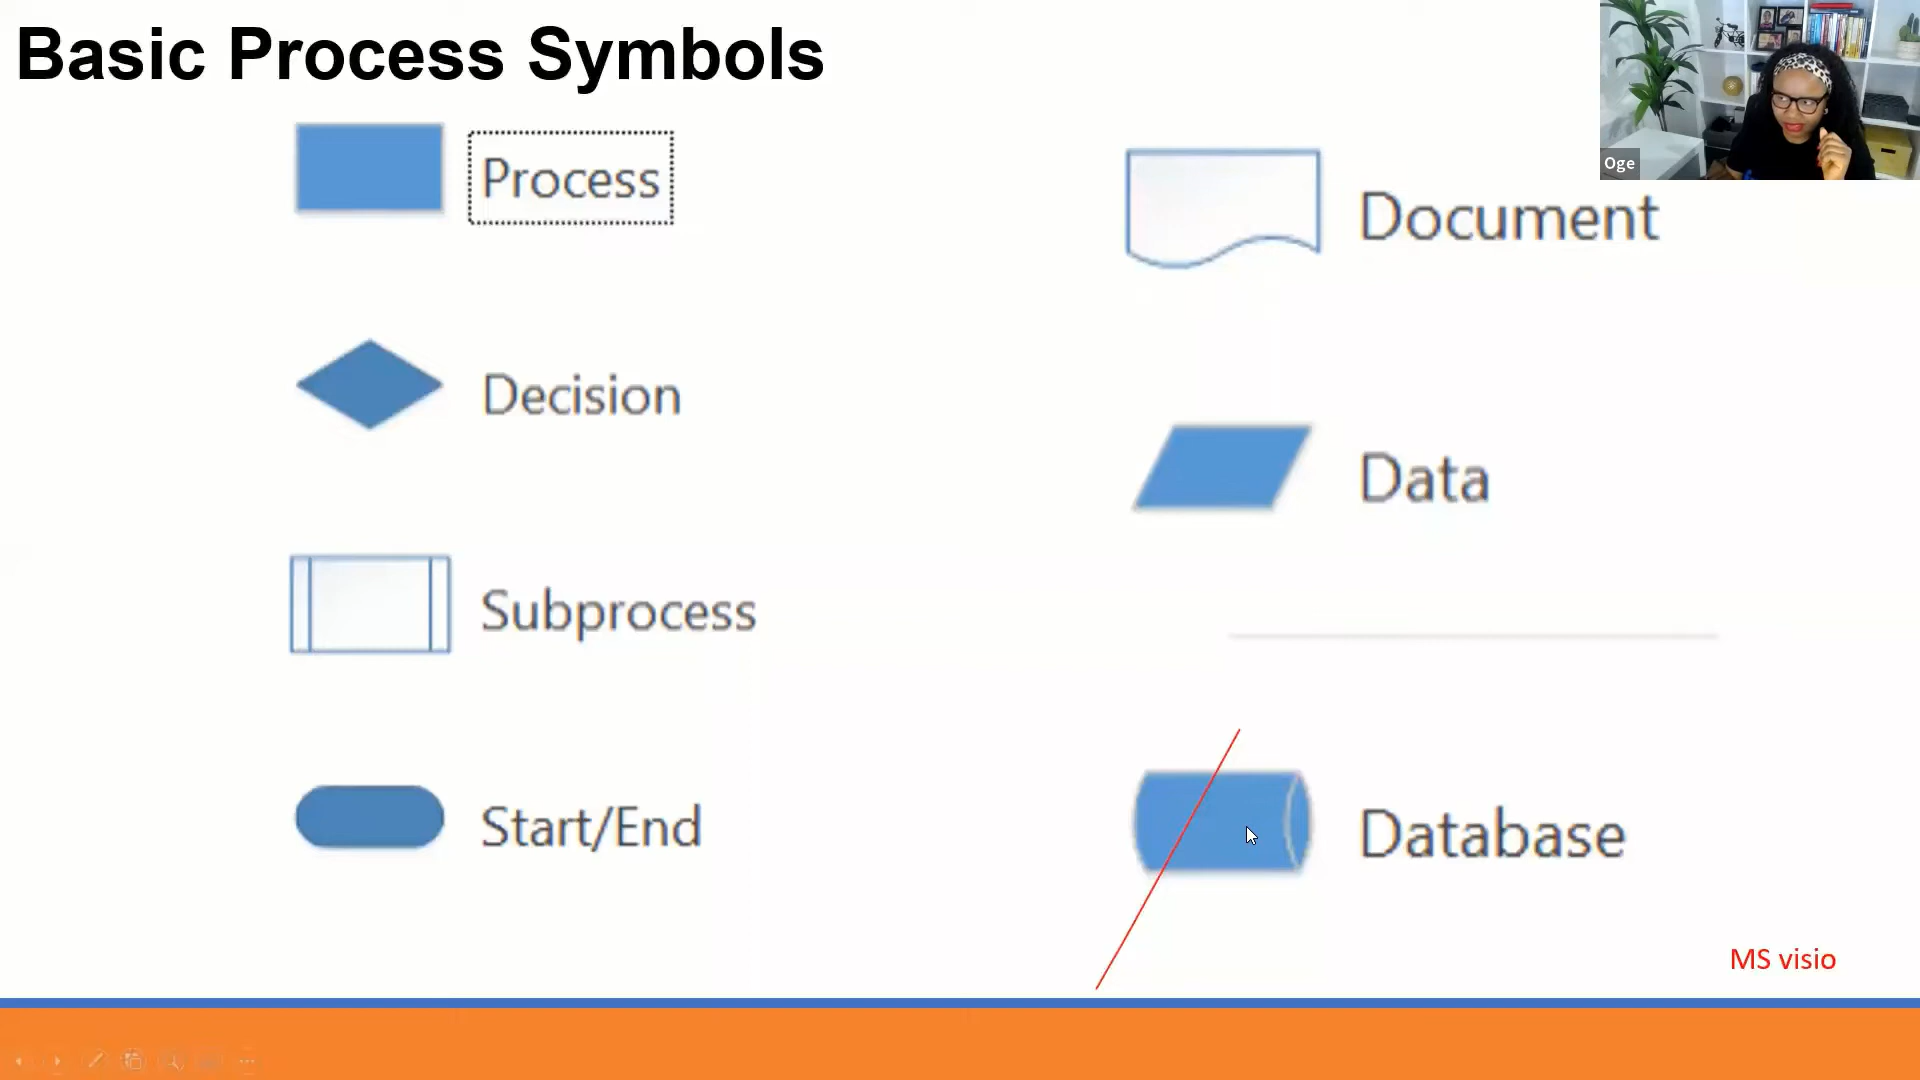 Basic Process Symbols
Process
Decision
Subprocess
Start/End
Document
Data
Database
MS visio
Oge